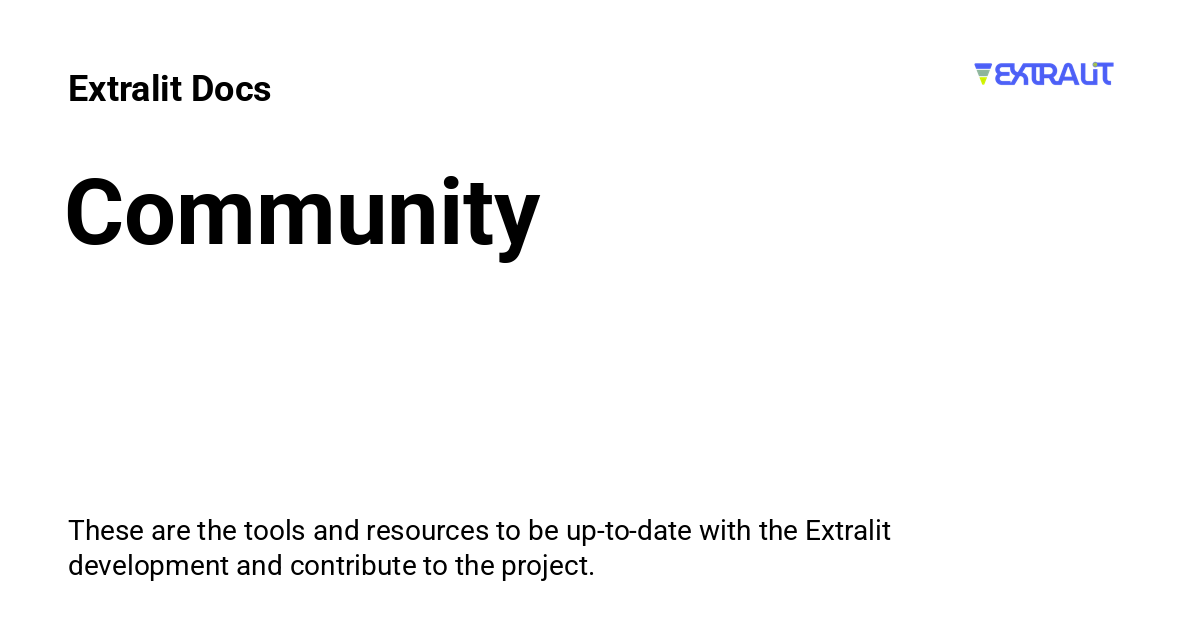 Extralit Docs
EXTRALIT
Community
These are the tools and resources to be up-to-date with the Extralit
development and contribute to the project.